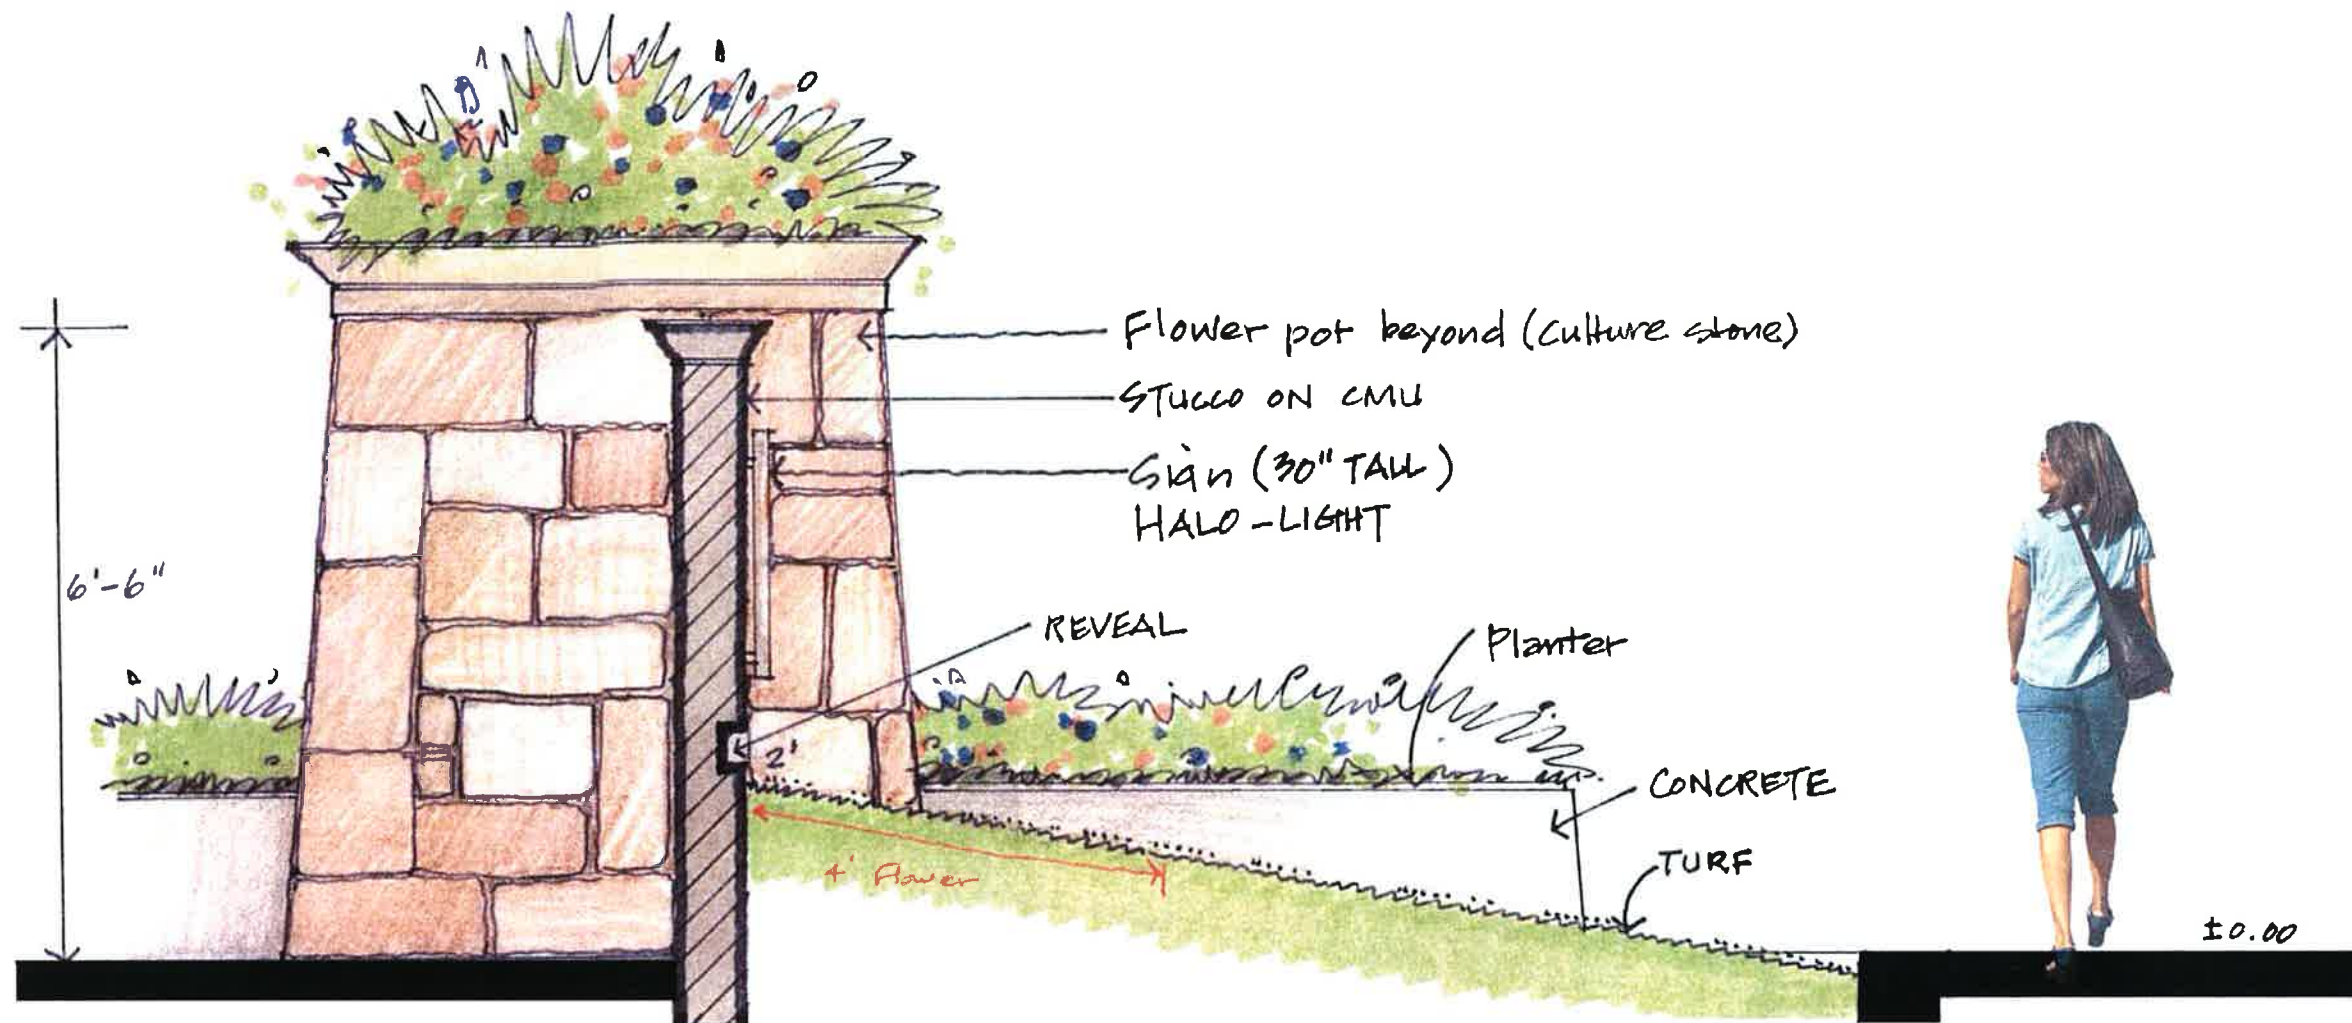 Flower pot beyond (culture stone)
STUCCO ON CMU
Sign (30" TALL)
HALO-LIGHT
6'-6"
REVEAL
Planter
2'
CONCRETE
4' Flower
TURF
±0.00